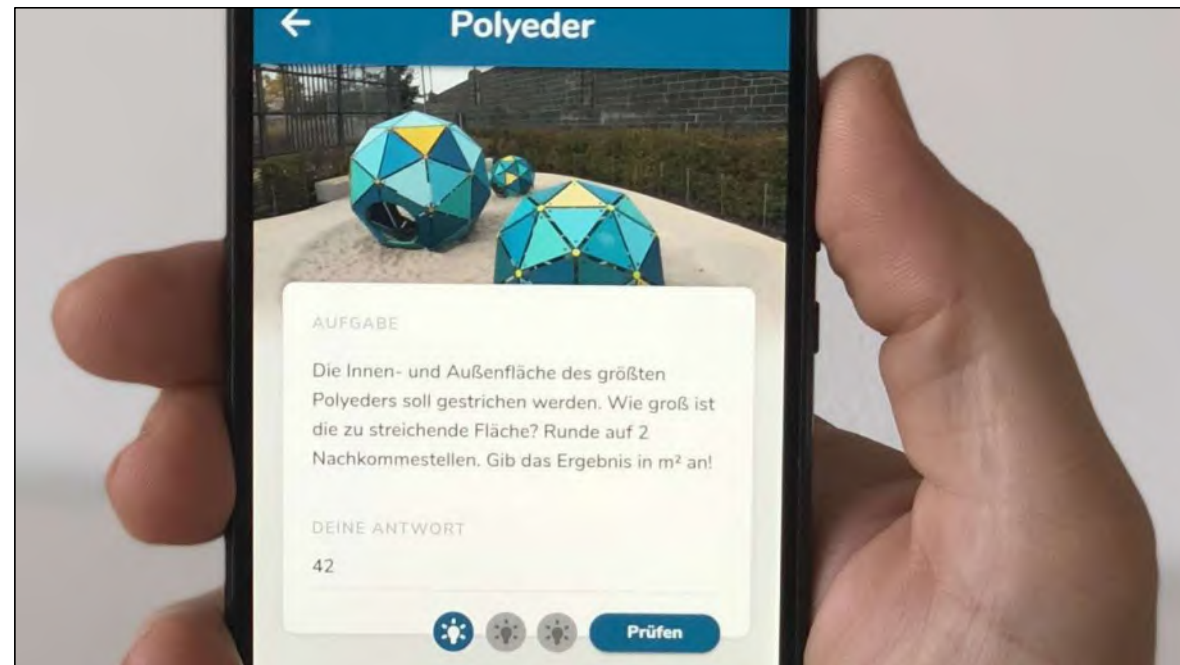 Polyeder
AUFGABE
Die Innen- und Außenfläche des größten
Polyeders soll gestrichen werden. Wie groß ist
die zu streichende Fläche? Runde auf 2
Nachkommestellen. Gib das Ergebnis in m² an!
DEINE ANTWORT
42
Prüfen